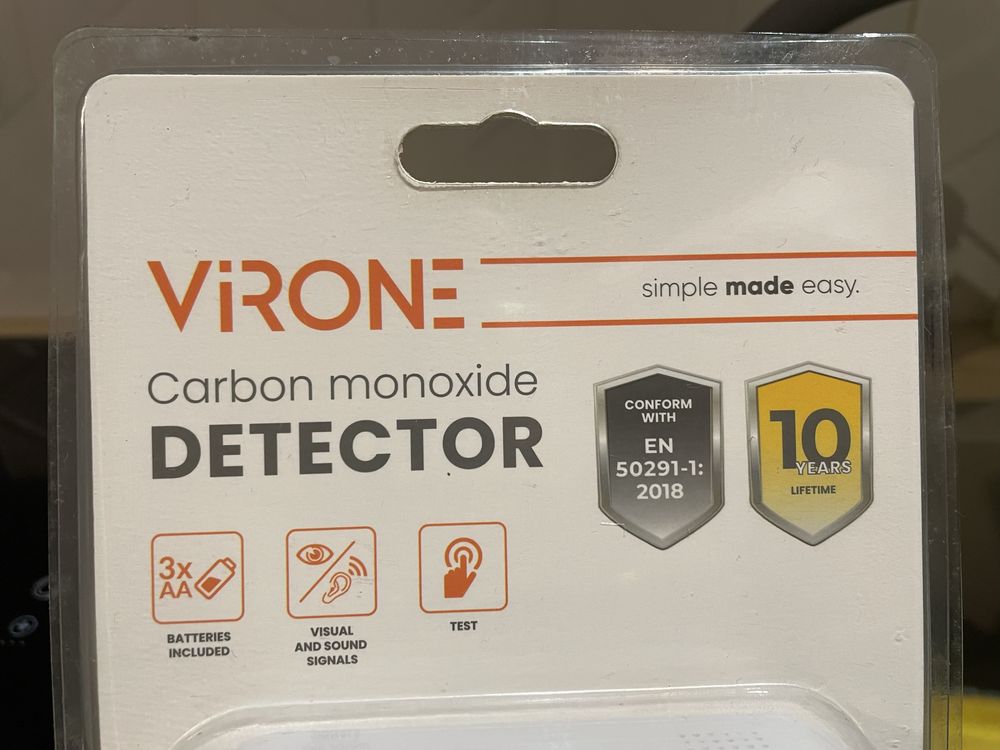 ViRONE
simple made easy.
Carbon monoxide
DETECTOR
CONFORM
WITH
EN
50291-1:
2018
10
YEARS
LIFETIME
3x
AA
BATTERIES
INCLUDED
VISUAL
AND SOUND
SIGNALS
TEST